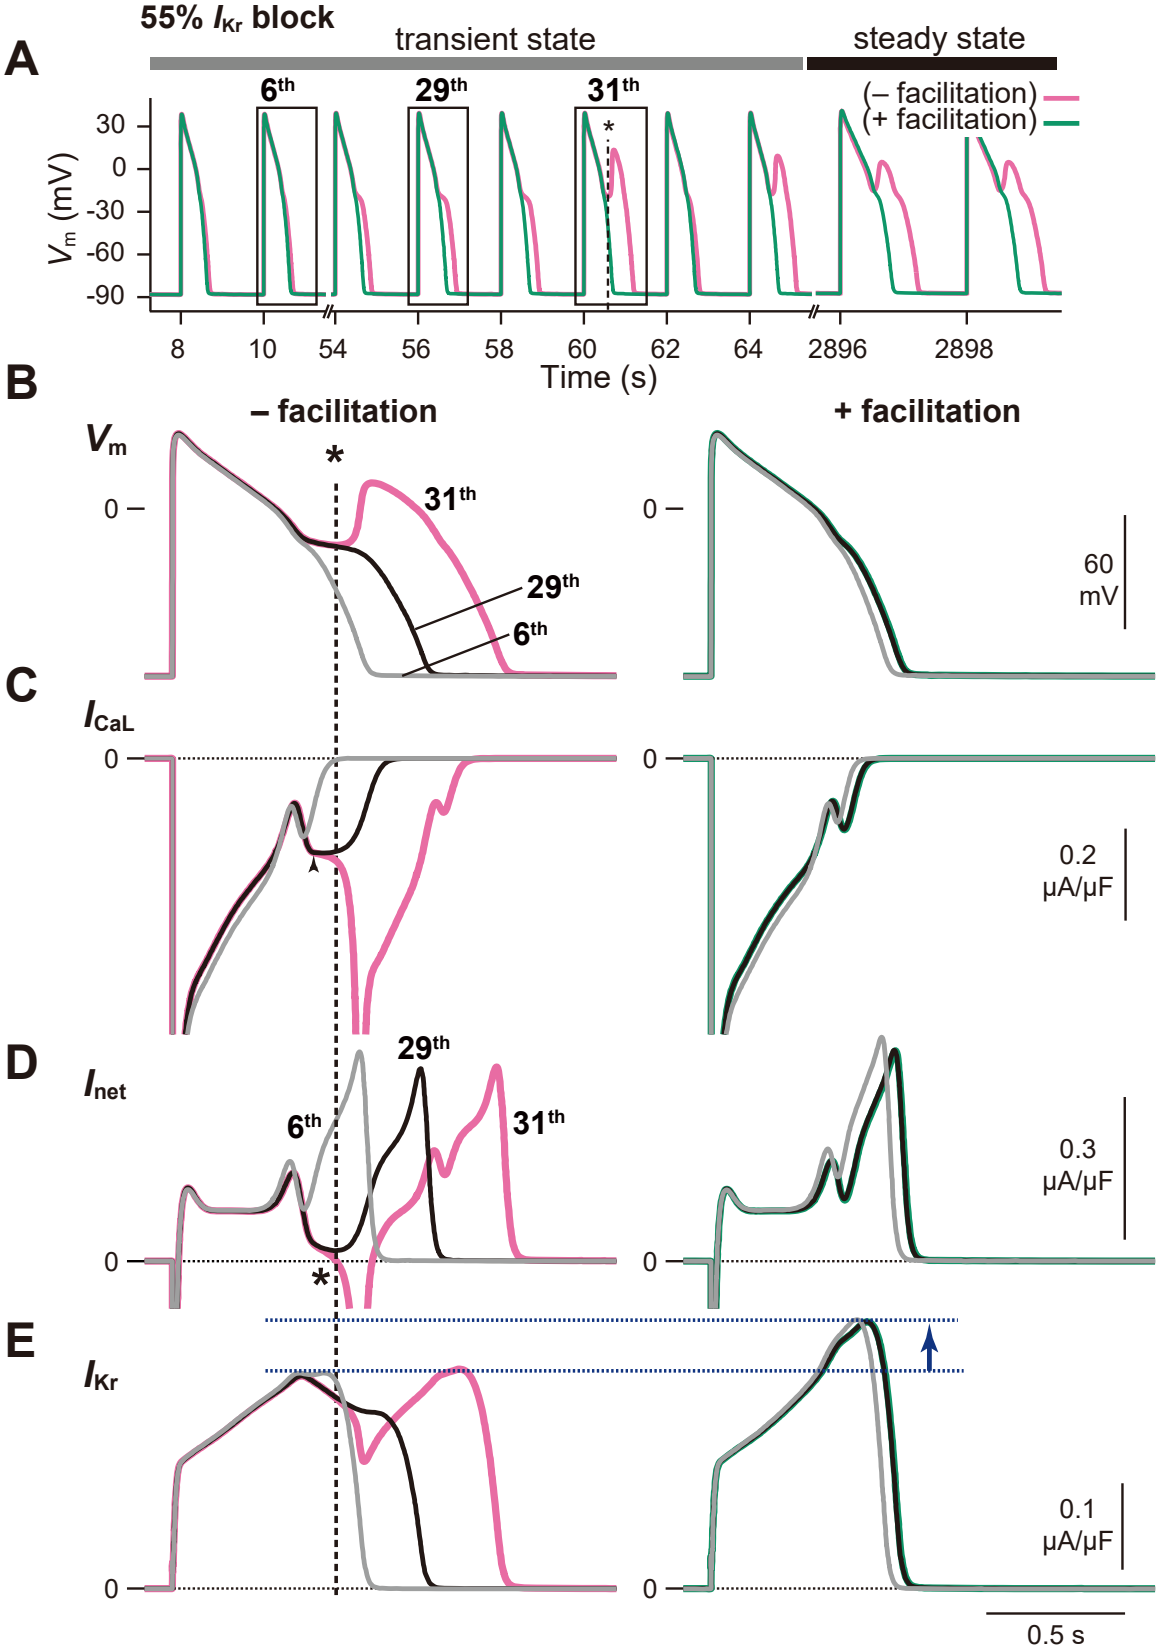 55% IKr block
A
transient state
steady state
6th
29th
31th
(– facilitation)
(+ facilitation)
*
30
0
-30
-60
-90
Vm (mV)
8
10
54
56
58
60
62
64
2896
2898
Time (s)
B
– facilitation
+ facilitation
Vm
*
0
31th
29th
6th
0
60
mV
C
ICaL
0
0
0.2
µA/µF
D
Inet
6th
29th
31th
0
*
0
0.3
µA/µF
E
IKr
0
0
0.1
µA/µF
0.5 s